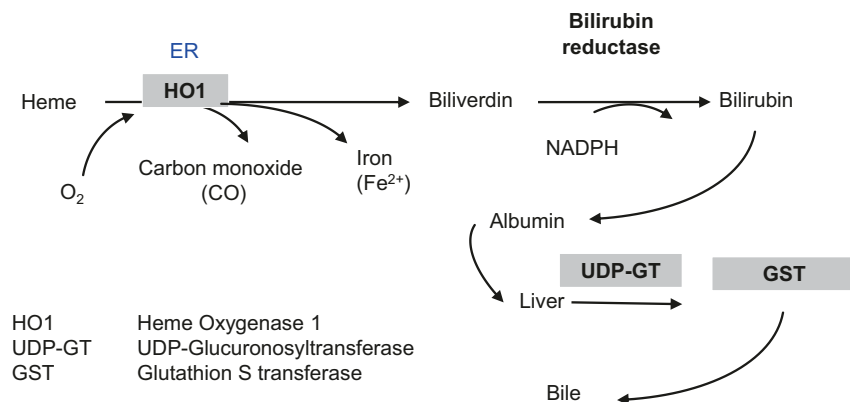 ER
Bilirubin
reductase
HO1
Heme
Biliverdin
Bilirubin
O₂
Carbon monoxide
(CO)
Iron
(Fe²⁺)
NADPH
Albumin
UDP-GT
GST
Liver
HO1 Heme Oxygenase 1
UDP-GT UDP-Glucuronosyltransferase
GST Glutathion S transferase
Bile